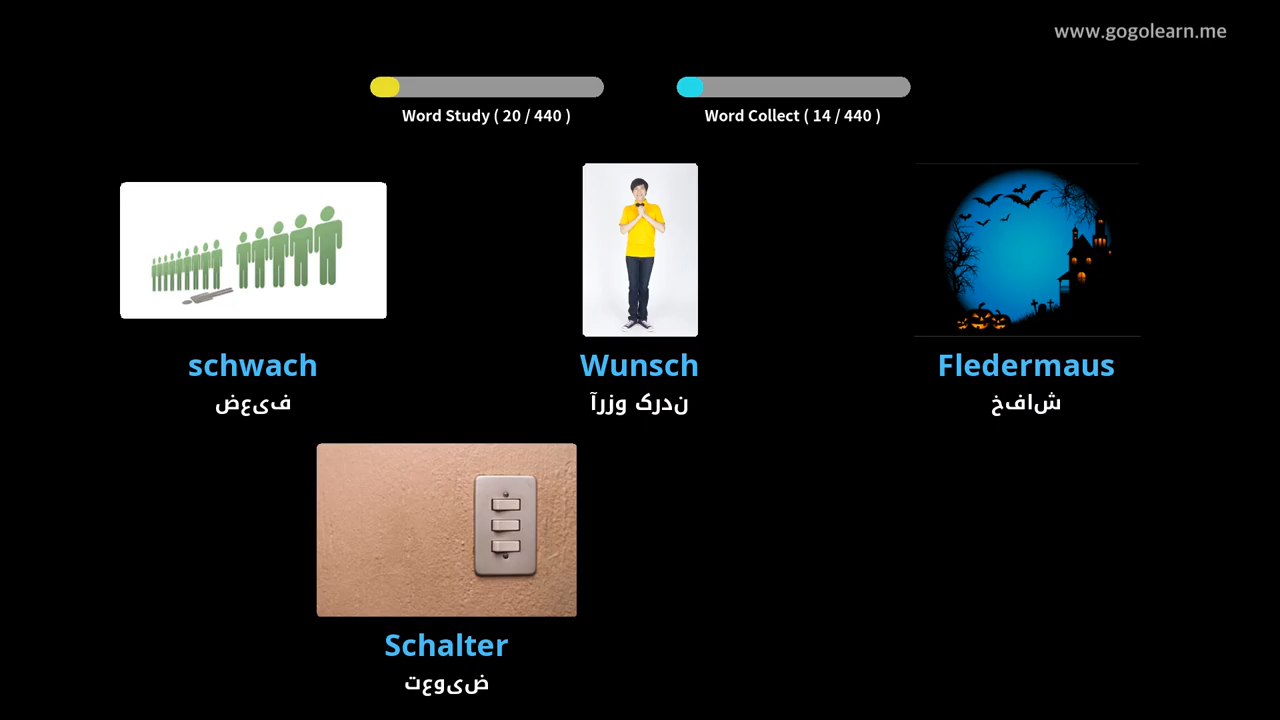 www.gogolearn.me
Word Study ( 20 / 440 )
Word Collect ( 14 / 440 )
schwach
فیعض
Wunsch
ندرک وزرآ
Fledermaus
شافخ
Schalter
ضیوعت